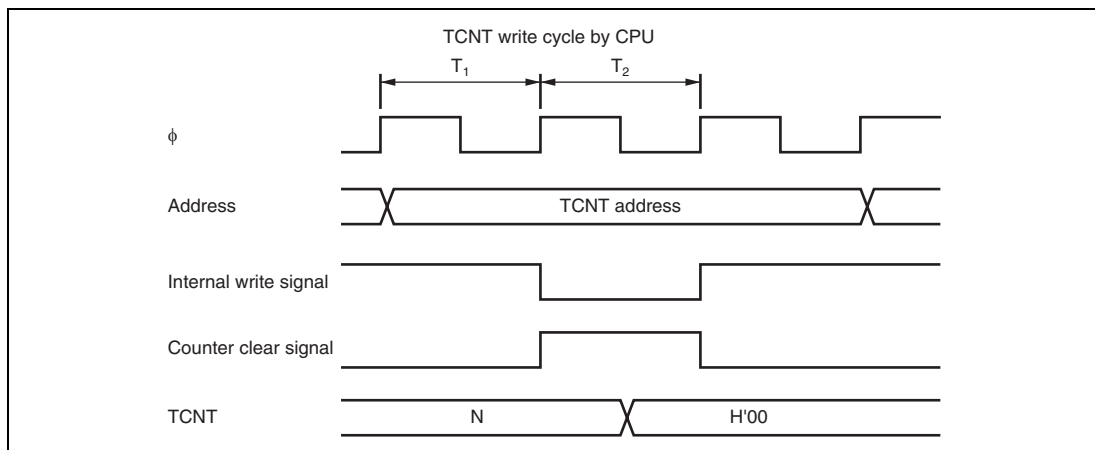 TCNT write cycle by CPU
T₁ T₂
ϕ
Address TCNT address
Internal write signal
Counter clear signal
TCNT N H'00